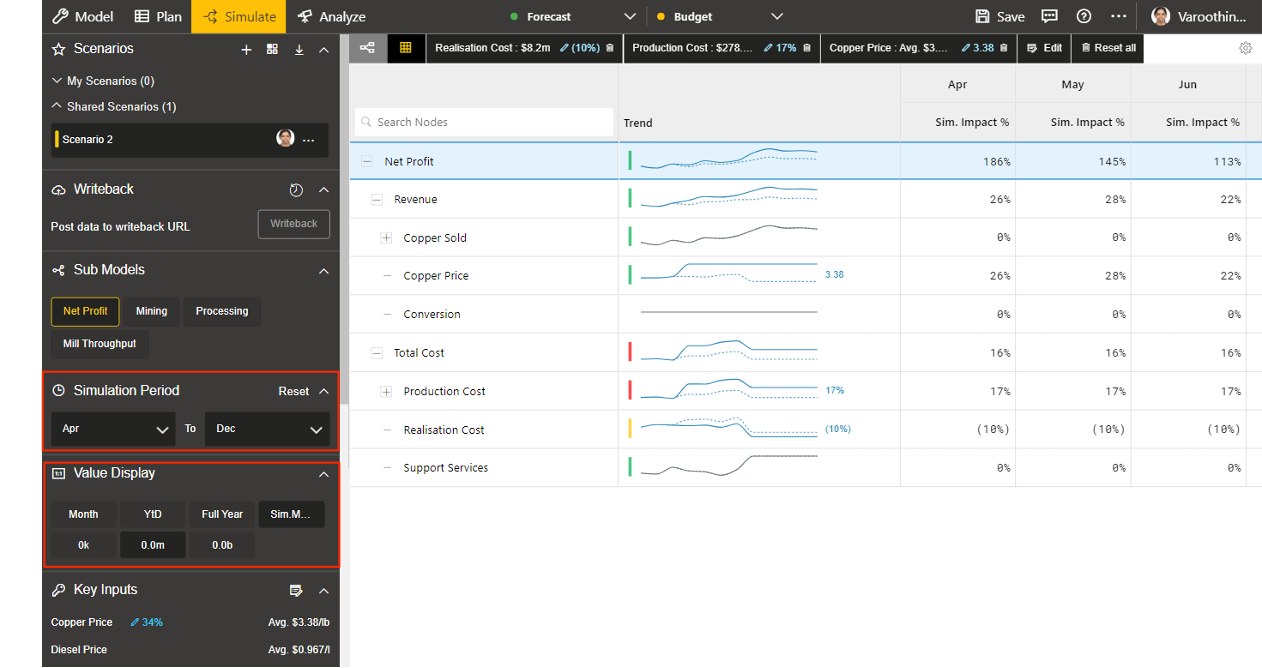 Model Plan Simulate Analyze Forecast Budget Save Varoothin...
Scenarios
Realisation Cost : $8.2m (10%) Production Cost : $278.... 17% Copper Price : Avg. $3.... 3.38 Edit Reset all
My Scenarios (0)
Shared Scenarios (1)
Scenario 2
Writeback
Post data to writeback URL Writeback
Sub Models
Net Profit Mining Processing
Mill Throughput
Simulation Period Reset
Apr To Dec
Value Display
Month YtD Full Year Sim.M...
0k 0.0m 0.0b
Key Inputs
Copper Price 34% Avg. $3.38/lb
Diesel Price Avg. $0.967/l
Apr May Jun
Search Nodes Trend Sim. Impact % Sim. Impact % Sim. Impact %
Net Profit 186% 145% 113%
Revenue 26% 28% 22%
Copper Sold 0% 0% 0%
Copper Price 3.38 26% 28% 22%
Conversion 0% 0% 0%
Total Cost 16% 16% 16%
Production Cost 17% 17% 17% 17%
Realisation Cost (10%) (10%) (10%) (10%)
Support Services 0% 0% 0%